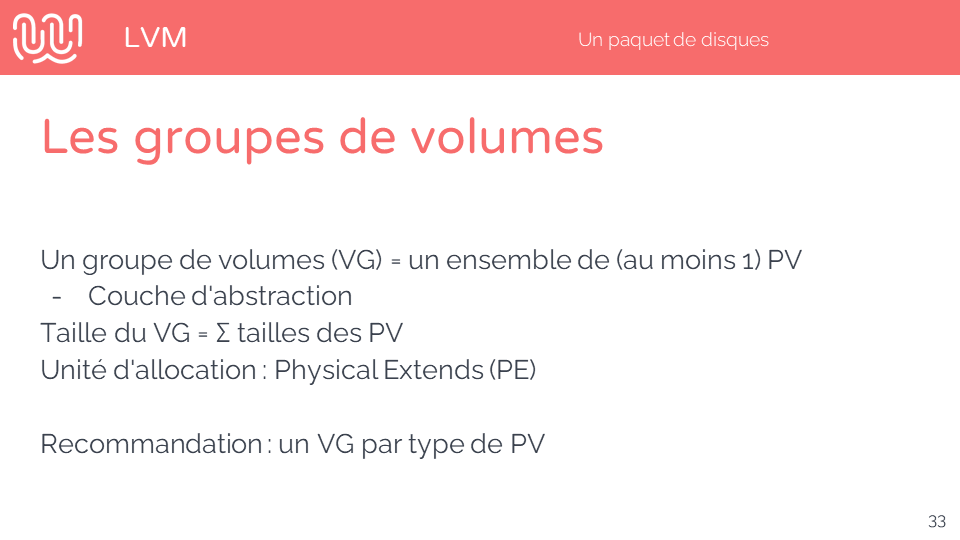 LVM
Un paquet de disques
Les groupes de volumes
Un groupe de volumes (VG) = un ensemble de (au moins 1) PV
- Couche d'abstraction
Taille du VG = Σ tailles des PV
Unité d'allocation : Physical Extends (PE)
Recommandation : un VG par type de PV
33